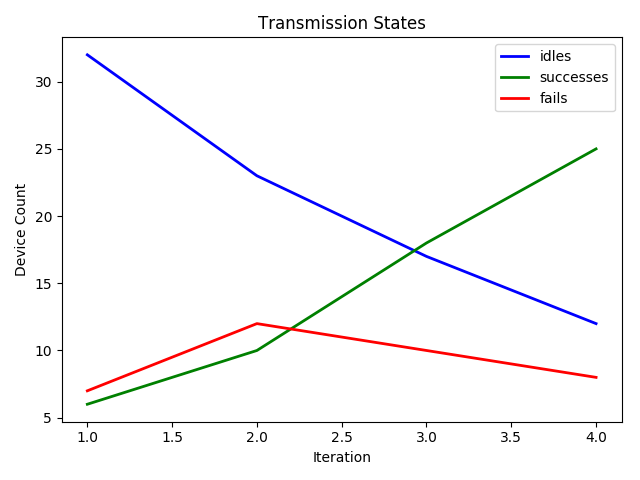 Transmission States
idles
successes
fails
30
25
20
15
10
5
Device Count
1.0 1.5 2.0 2.5 3.0 3.5 4.0
Iteration